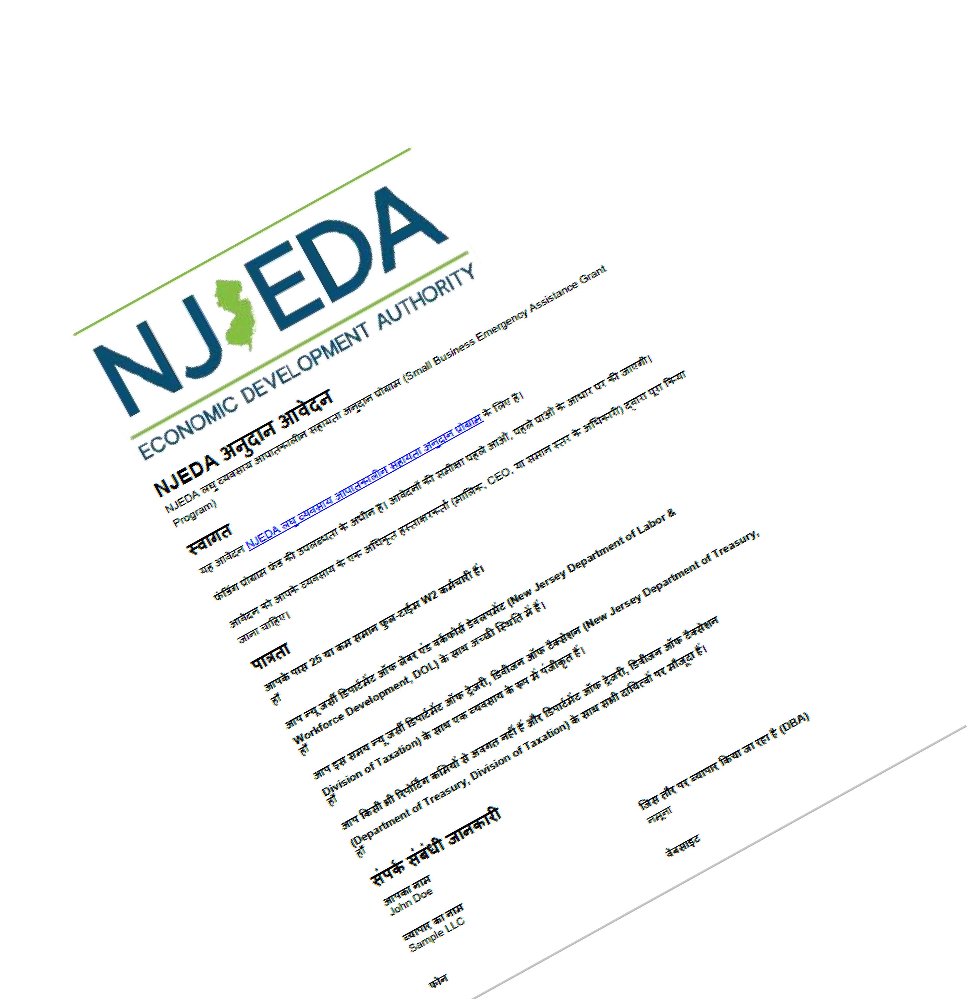 NJEDA
ECONOMIC DEVELOPMENT AUTHORITY
NJEDA अनुदान आवेदन
NJEDA लघु व्यवसाय आपातकालीन सहायता अनुदान प्रोग्राम (Small Business Emergency Assistance Grant
Program)
स्वागत
यह आवेदन NJEDA लघु व्यवसाय आपातकालीन सहायता अनुदान प्रोग्राम के लिए है।
फंडिंग प्रोग्राम फंड की उपलब्धता के अधीन है। आवेदनों की समीक्षा पहले आओ, पहले पाओ के आधार पर की जाएगी।
आवेदन को आपके व्यवसाय के एक अधिकृत हस्ताक्षरकर्ता (मालिक, CEO, या समान स्तर के अधिकारी) द्वारा पूरा किया
जाना चाहिए।
पात्रता
आपके पास 25 या कम समान फुल-टाईम W2 कर्मचारी हैं।
हाँ
आप न्यू जर्सी डिपार्टमेंट ऑफ लेबर एंड वर्कफोर्स डेवलपमेंट (New Jersey Department of Labor &
Workforce Development, DOL) के साथ अच्छी स्थिति में हैं।
हाँ
आप इस समय न्यू जर्सी डिपार्टमेंट ऑफ ट्रेजरी, डिवीजन ऑफ टैक्सेशन (New Jersey Department of Treasury,
Division of Taxation) के साथ एक व्यवसाय के रूप में पंजीकृत हैं।
हाँ
आप किसी भी रिपोर्टिंग कमियों से अवगत नहीं हैं और डिपार्टमेंट ऑफ ट्रेजरी, डिवीजन ऑफ टैक्सेशन
(Department of Treasury, Division of Taxation) के साथ सभी दायित्वों पर मौजूदा हैं।
हाँ
संपर्क संबंधी जानकारी
आपका नाम
John Doe
व्यापार का नाम
Sample LLC
जिस तौर पर व्यापार किया जा रहा है (DBA)
नमूना
फोन
वेबसाइट